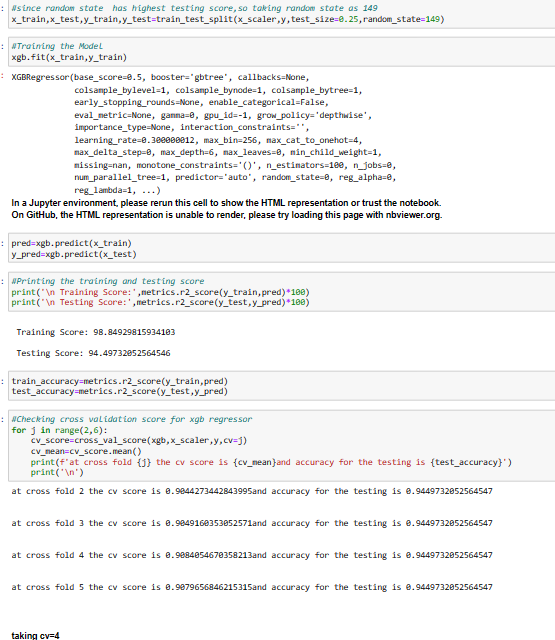 : #since random state  has highest testing score,so taking random state as 149
x_train,x_test,y_train,y_test=train_test_split(x_scaler,y,test_size=0.25,random_state=149)
: #Training the Model
xgb.fit(x_train,y_train)
: XGBRegressor(base_score=0.5, booster='gbtree', callbacks=None,
colsample_bylevel=1, colsample_bynode=1, colsample_bytree=1,
early_stopping_rounds=None, enable_categorical=False,
eval_metric=None, gamma=0, gpu_id=-1, grow_policy='depthwise',
importance_type=None, interaction_constraints='',
learning_rate=0.300000012, max_bin=256, max_cat_to_onehot=4,
max_delta_step=0, max_depth=6, max_leaves=0, min_child_weight=1,
missing=nan, monotone_constraints='()', n_estimators=100, n_jobs=0,
num_parallel_tree=1, predictor='auto', random_state=0, reg_alpha=0,
reg_lambda=1, ...)
In a Jupyter environment, please rerun this cell to show the HTML representation or trust the notebook.
On GitHub, the HTML representation is unable to render, please try loading this page with nbviewer.org.
: pred=xgb.predict(x_train)
y_pred=xgb.predict(x_test)
: #Printing the training and testing score
print('\n Training Score:',metrics.r2_score(y_train,pred)*100)
print('\n Testing Score:',metrics.r2_score(y_test,y_pred)*100)
Training Score: 98.84929815934103
Testing Score: 94.49732052564546
: train_accuracy=metrics.r2_score(y_train,pred)
test_accuracy=metrics.r2_score(y_test,y_pred)
: #Checking cross vaildation score for xgb regressor
for j in range(2,6):
cv_score=cross_val_score(xgb,x_scaler,y,cv=j)
cv_mean=cv_score.mean()
print(f'at cross fold {j} the cv score is {cv_mean}and accuracy for the testing is {test_accuracy}')
print('\n')
at cross fold 2 the cv score is 0.9044273442843995and accuracy for the testing is 0.9449732052564547
at cross fold 3 the cv score is 0.9049160353052571and accuracy for the testing is 0.9449732052564547
at cross fold 4 the cv score is 0.9084054670358213and accuracy for the testing is 0.9449732052564547
at cross fold 5 the cv score is 0.9079656846215315and accuracy for the testing is 0.9449732052564547
taking cv=4